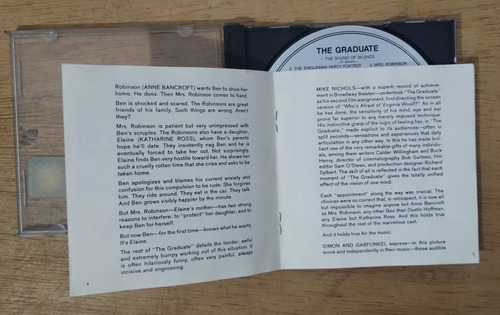 THE GRADUATE
1. THE SOUND OF SILENCE
2. THE SINGLEMAN PARTY FOXTROT 3. MRS. ROBINSON
Robinson (ANNE BANCROFT) wants Ben to drive her
home. He does. Then Mrs. Robinson comes to hand.
Ben is shocked and scared. The Robinsons are great
friends of his family. Such things are wrong. Aren't
they?
Mrs. Robinson is patient but very unimpressed with
Ben's scruples. The Robinsons also have a daughter,
Elaine (KATHARINE ROSS), whom Ben's parents
hope he'll date. They insistently nag Ben and he is
eventually forced to take her out. Not surprisingly,
Elaine finds Ben very hostile toward her. He shows her
such a cruelly rotten time that she cries and asks to be
taken home.
Ben apologizes and blames his current anxiety and
confusion for this compulsion to be rude. She forgives
him. They ride around. They eat in the car. They talk
And Ben grows visibly happier by the minute.
But Mrs. Robinson—Elaine's mother—has two strong
reasons to interfere: to "protect" her daughter, and to
keep Ben for herself.
But now Ben—for the first time—knows what he wants
It's Elaine.
The rest of "The Graduate" details the tender, awful
and extremely humpy working out of this situation. It
is often hilariously funny, often very painful, always
incisive and engrossing.
4
MIKE NICHOLS—with a superb record of achieve-
ment in Broadway theater—undertook "The Graduate"
as his second film assignment, first directing the screen
version of "Who's Afraid of Virginia Woolf?" As in all
he has done, the sensitivity of his mind, eye and ear
prove far superior to any merely imposed technique.
His instinctive grasp of the logic of feeling has, in "The
Graduate," made explicit to its audiences—often in
split seconds—sensations and experiences that defy
articulation in any other way. In this he has made bril-
liant use of the very remarkable gifts of many individu-
als, among them writers Calder Willingham and Buck
Henry, director of cinematography Bob Surtees, film
editor Sam O'Steen, and production designer Richard
Sylbert. The skill of all is reflected in the fact that each
moment of "The Graduate" gives the totally unified
effect of the vision of one mind.
Each "appointment" along the way was crucial. The
choices were so correct that, in retrospect, it is now all
but impossible to imagine anyone but Anne Bancroft
as Mrs. Robinson, any other Ben than Dustin Hoffman,
any Elaine but Katharine Ross. And this holds true
throughout the rest of the marvelous cast.
And it holds true for the music.
SIMON AND GARFUNKEL express—in this picture
score and independently in their music—those audible
5